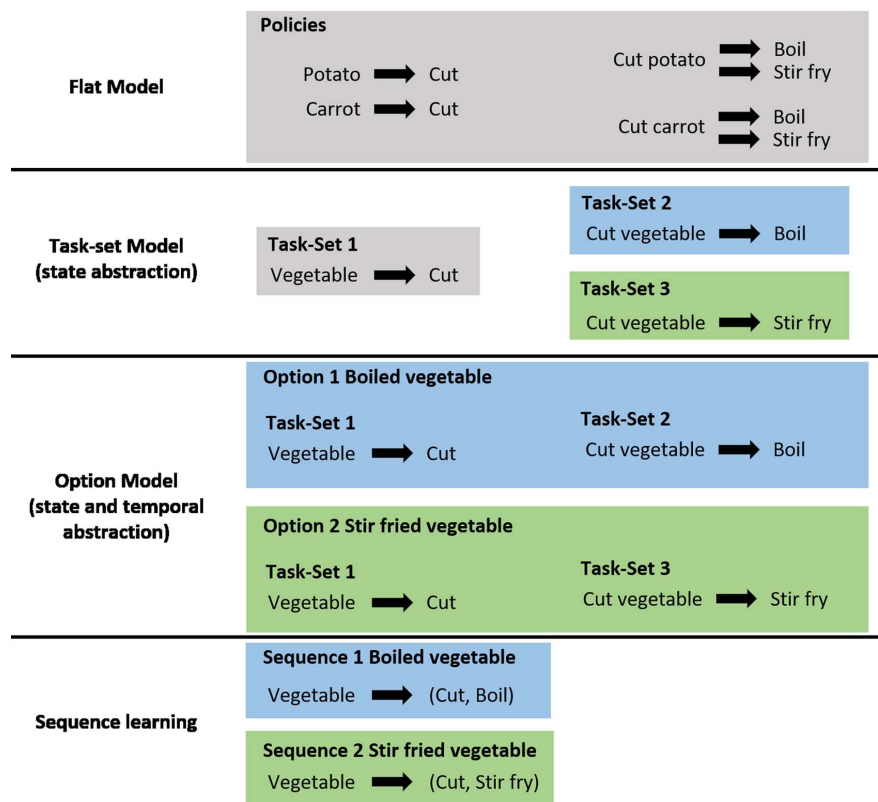 Flat Model
Policies
Potato Cut
Carrot Cut
Cut potato Boil
Stir fry
Cut carrot Boil
Stir fry
Task-set Model
(state abstraction)
Task-Set 1
Vegetable Cut
Task-Set 2
Cut vegetable Boil
Task-Set 3
Cut vegetable Stir fry
Option Model
(state and temporal
abstraction)
Option 1 Boiled vegetable
Task-Set 1
Vegetable Cut
Task-Set 2
Cut vegetable Boil
Option 2 Stir fried vegetable
Task-Set 1
Vegetable Cut
Task-Set 3
Cut vegetable Stir fry
Sequence learning
Sequence 1 Boiled vegetable
Vegetable (Cut, Boil)
Sequence 2 Stir fried vegetable
Vegetable (Cut, Stir fry)